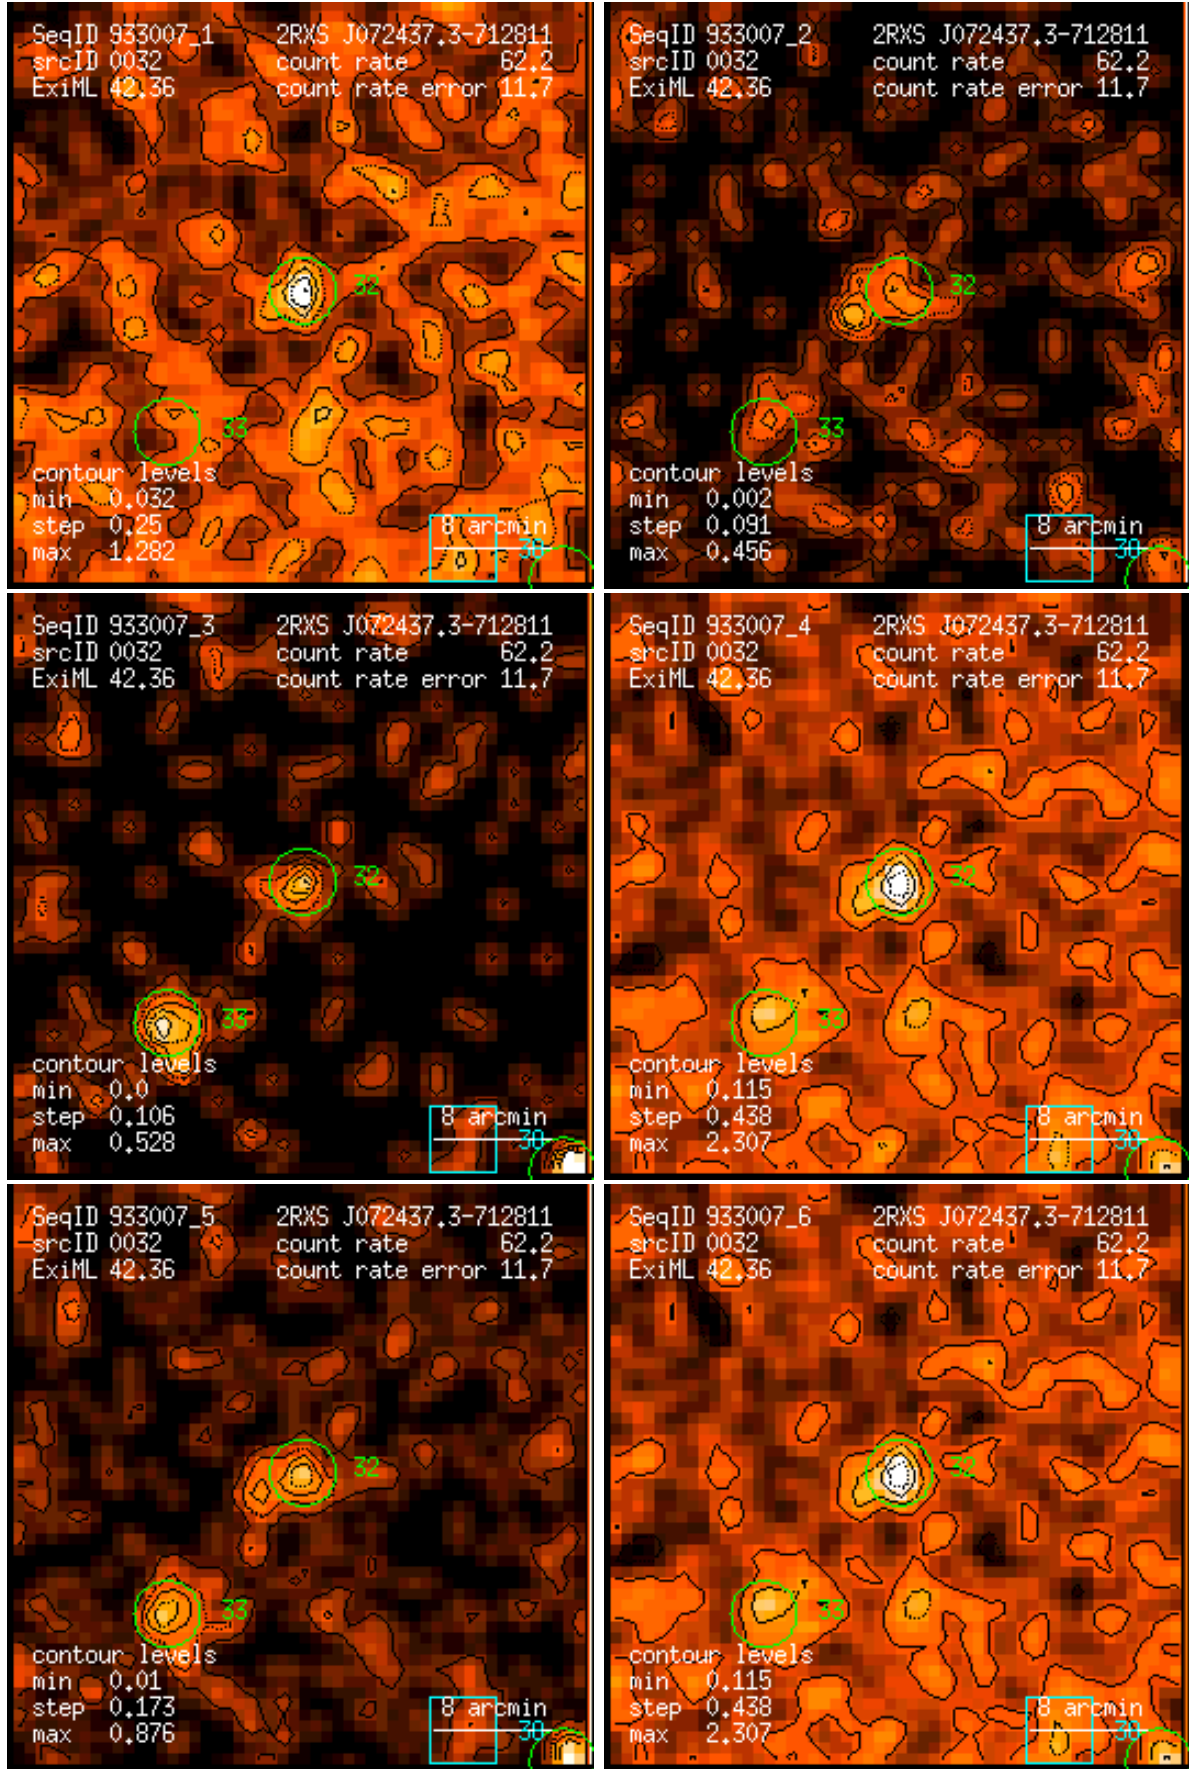 SeqID 933007_1 2RXS J072437.3-712811
srcID 0032 count rate 62.2
ExiML 42.36 count rate error 11.7
32
33
contour levels
min 0.032
step 0.25
max 1.282
8 arcmin
30
SeqID 933007_2 2RXS J072437.3-712811
srcID 0032 count rate 62.2
ExiML 42.36 count rate error 11.7
32
33
contour levels
min 0.002
step 0.091
max 0.456
8 arcmin
30
SeqID 933007_3 2RXS J072437.3-712811
srcID 0032 count rate 62.2
ExiML 42.36 count rate error 11.7
32
33
contour levels
min 0.0
step 0.106
max 0.528
8 arcmin
30
SeqID 933007_4 2RXS J072437.3-712811
srcID 0032 count rate 62.2
ExiML 42.36 count rate error 11.7
32
33
contour levels
min 0.115
step 0.438
max 2.307
8 arcmin
30
SeqID 933007_5 2RXS J072437.3-712811
srcID 0032 count rate 62.2
ExiML 42.36 count rate error 11.7
32
33
contour levels
min 0.01
step 0.173
max 0.876
8 arcmin
30
SeqID 933007_6 2RXS J072437.3-712811
srcID 0032 count rate 62.2
ExiML 42.36 count rate error 11.7
32
33
contour levels
min 0.115
step 0.438
max 2.307
8 arcmin
30